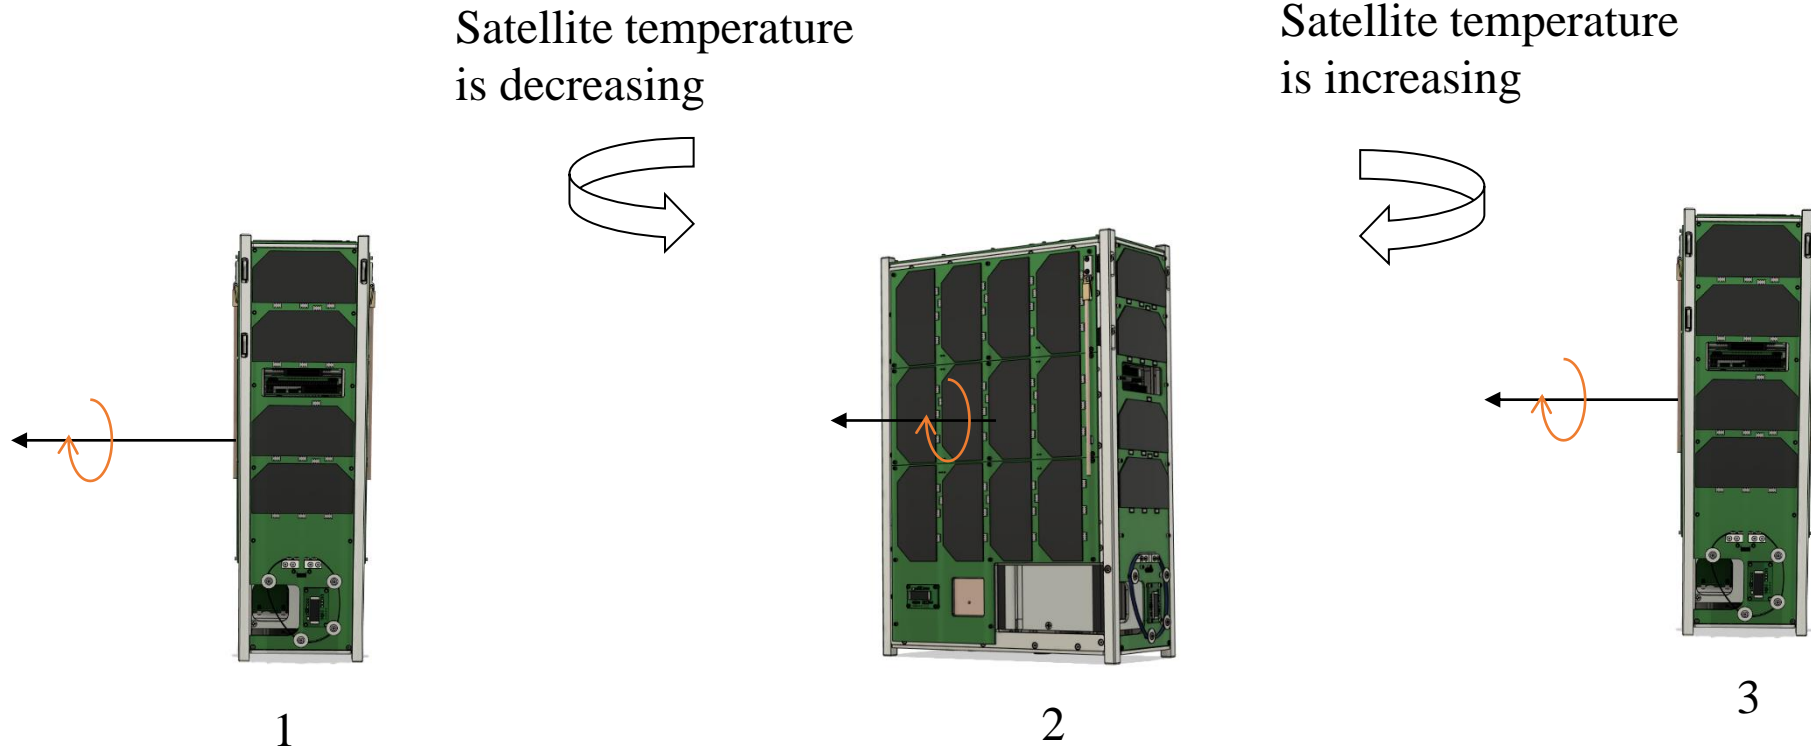 Satellite temperature
is decreasing
Satellite temperature
is increasing
1
2
3